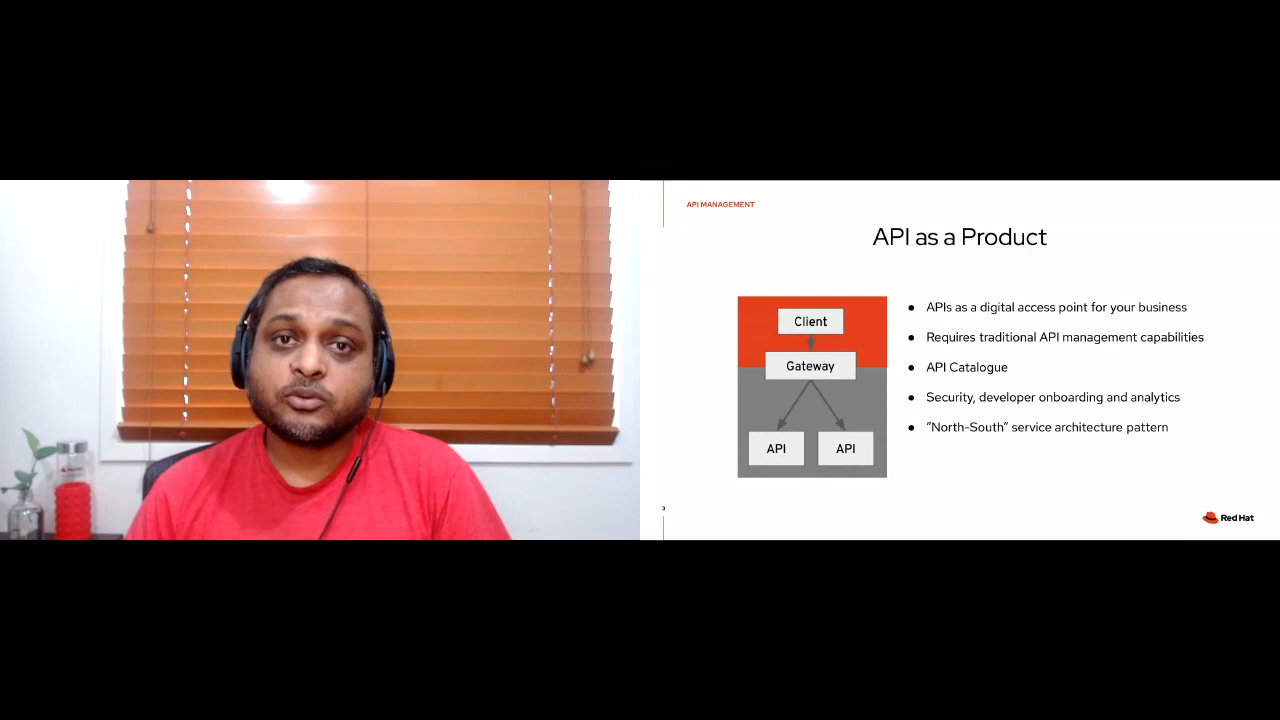 API MANAGEMENT
API as a Product
Client
Gateway
API API
● APIs as a digital access point for your business
● Requires traditional API management capabilities
● API Catalogue
● Security, developer onboarding and analytics
● "North-South" service architecture pattern
3
Red Hat